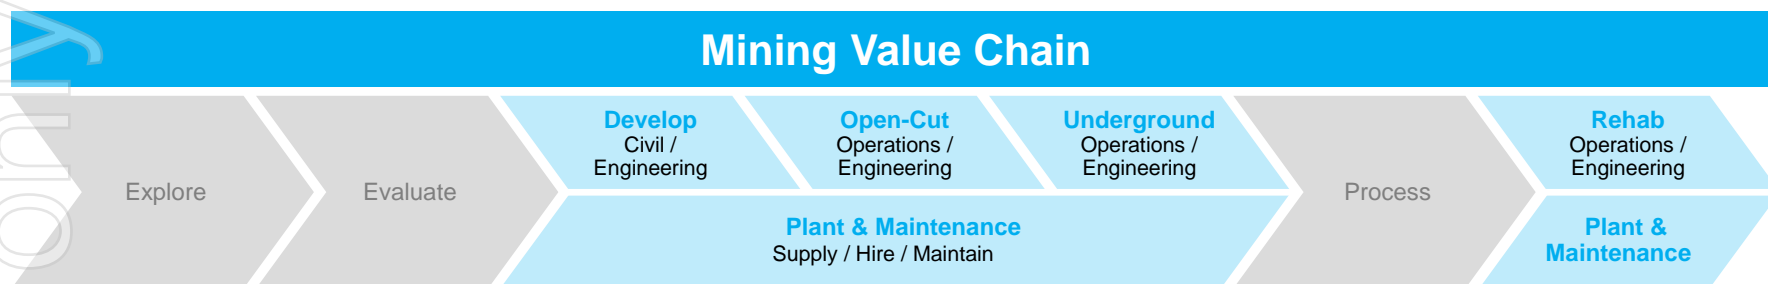 Mining Value Chain
Explore
Evaluate
Develop
Civil /
Engineering
Open-Cut
Operations /
Engineering
Underground
Operations /
Engineering
Plant & Maintenance
Supply / Hire / Maintain
Process
Rehab
Operations /
Engineering
Plant &
Maintenance
only